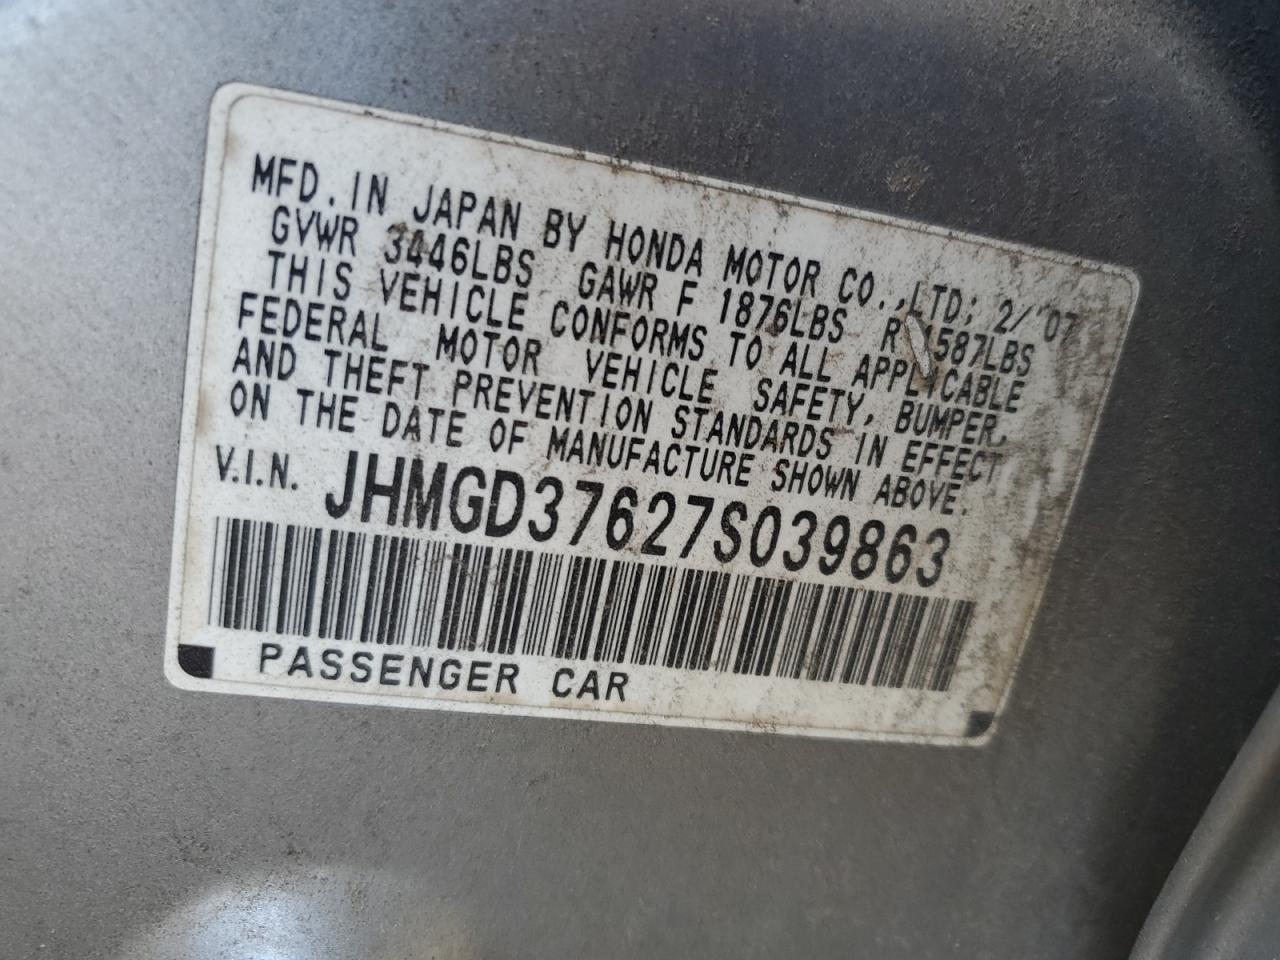 MFD. IN JAPAN BY HONDA MOTOR CO., LTD; 2/'07
GVWR 3446LBS GAWR F 1876LBS R 1587LBS
THIS VEHICLE CONFORMS TO ALL APPLICABLE
FEDERAL MOTOR VEHICLE SAFETY, BUMPER,
AND THEFT PREVENTION STANDARDS IN EFFECT
ON THE DATE OF MANUFACTURE SHOWN ABOVE.
V.I.N. JHMGD37627S039863
PASSENGER CAR